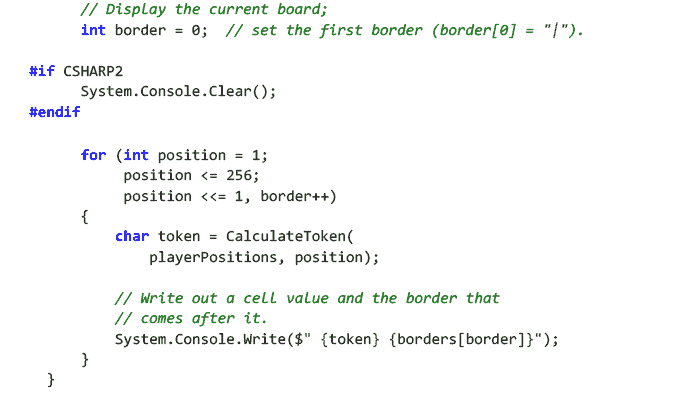 // Display the current board;
int border = 0;  // set the first border (border[0] = "|").
#if CSHARP2
System.Console.Clear();
#endif
for (int position = 1;
position <= 256;
position <<= 1, border++)
{
char token = CalculateToken(
playerPositions, position);
// Write out a cell value and the border that
// comes after it.
System.Console.Write($" {token} {borders[border]}");
}
}